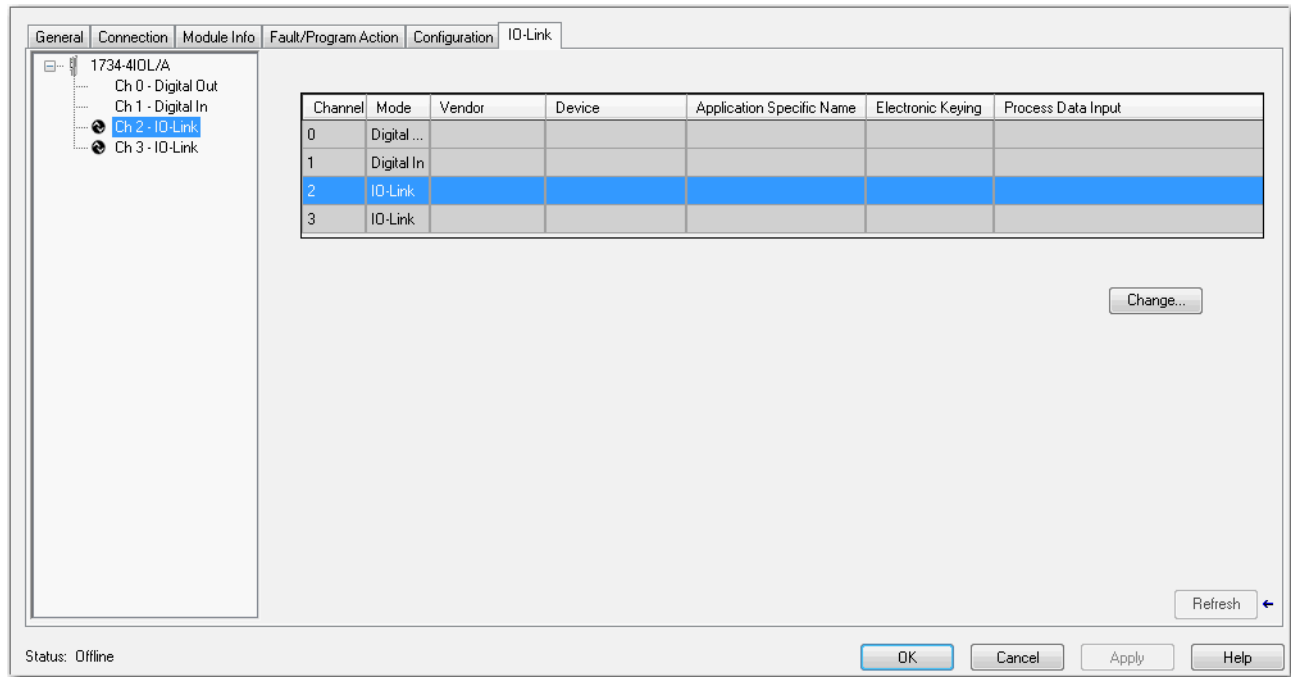 General Connection Module Info Fault/Program Action Configuration IO-Link
1734-4IOL/A
Ch 0 - Digital Out
Ch 1 - Digital In
Ch 2 - IO-Link
Ch 3 - IO-Link
Channel Mode Vendor Device Application Specific Name Electronic Keying Process Data Input
0 Digital ...
1 Digital In
2 IO-Link
3 IO-Link
Change...
Refresh
Status: Offline OK Cancel Apply Help